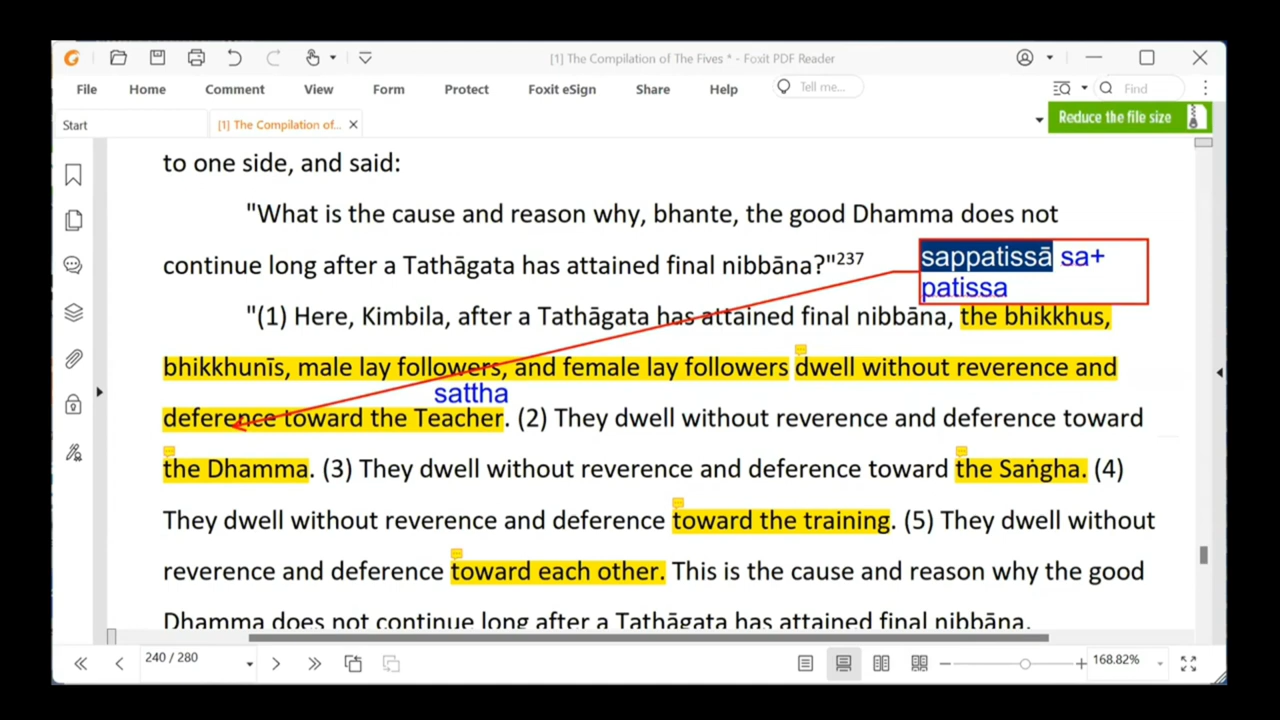 [1] The Compilation of The Fives * - Foxit PDF Reader
File Home Comment View Form Protect Foxit eSign Share Help Tell me... Find
Start [1] The Compilation of... Reduce the file size
to one side, and said:
"What is the cause and reason why, bhante, the good Dhamma does not
continue long after a Tathāgata has attained final nibbāna?"237
sappatissā sa+
patissa
"(1) Here, Kimbila, after a Tathāgata has attained final nibbāna, the bhikkhus,
bhikkhunīs, male lay followers, and female lay followers dwell without reverence and
sattha
deference toward the Teacher. (2) They dwell without reverence and deference toward
the Dhamma. (3) They dwell without reverence and deference toward the Saṅgha. (4)
They dwell without reverence and deference toward the training. (5) They dwell without
reverence and deference toward each other. This is the cause and reason why the good
Dhamma does not continue long after a Tathāgata has attained final nibbāna.
240 / 280 168.82%